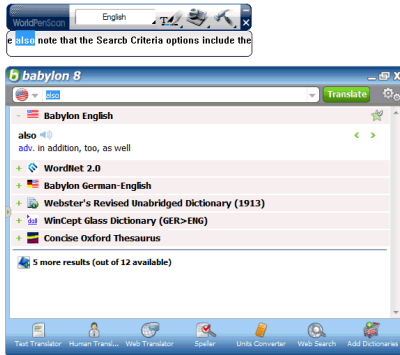 WorldPenScan
English
e also note that the Searcb Criteria options include the
babylon 8
also
Translate
Babylon English
also
adv. in addition, too, as well
WordNet 2.0
Babylon German-English
Webster's Revised Unabridged Dictionary (1913)
WinCept Glass Dictionary (GER>ENG)
Concise Oxford Thesaurus
5 more results (out of 12 available)
Text Translator Human Transl... Web Translator Speller Units Converter Web Search Add Dictionaries